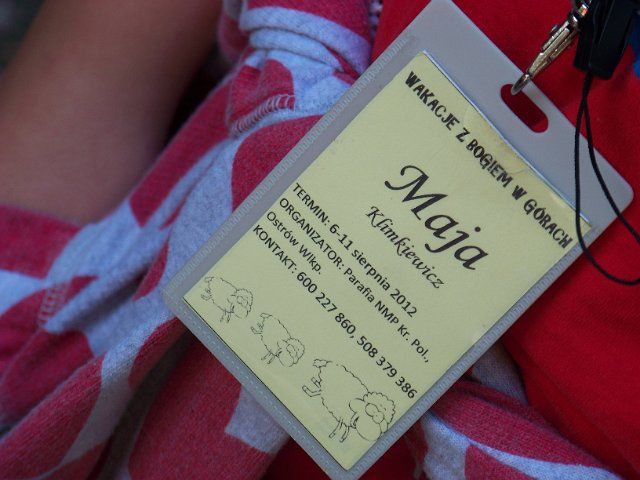 WAKACJE Z BOGIEM W GÓRACH
Maja
Klimkiewicz
TERMIN: 6-11 sierpnia 2012
ORGANIZATOR: Parafia NMP Kr. Pol.,
Ostrów Wlkp.
KONTAKT: 600 227 860, 508 379 386